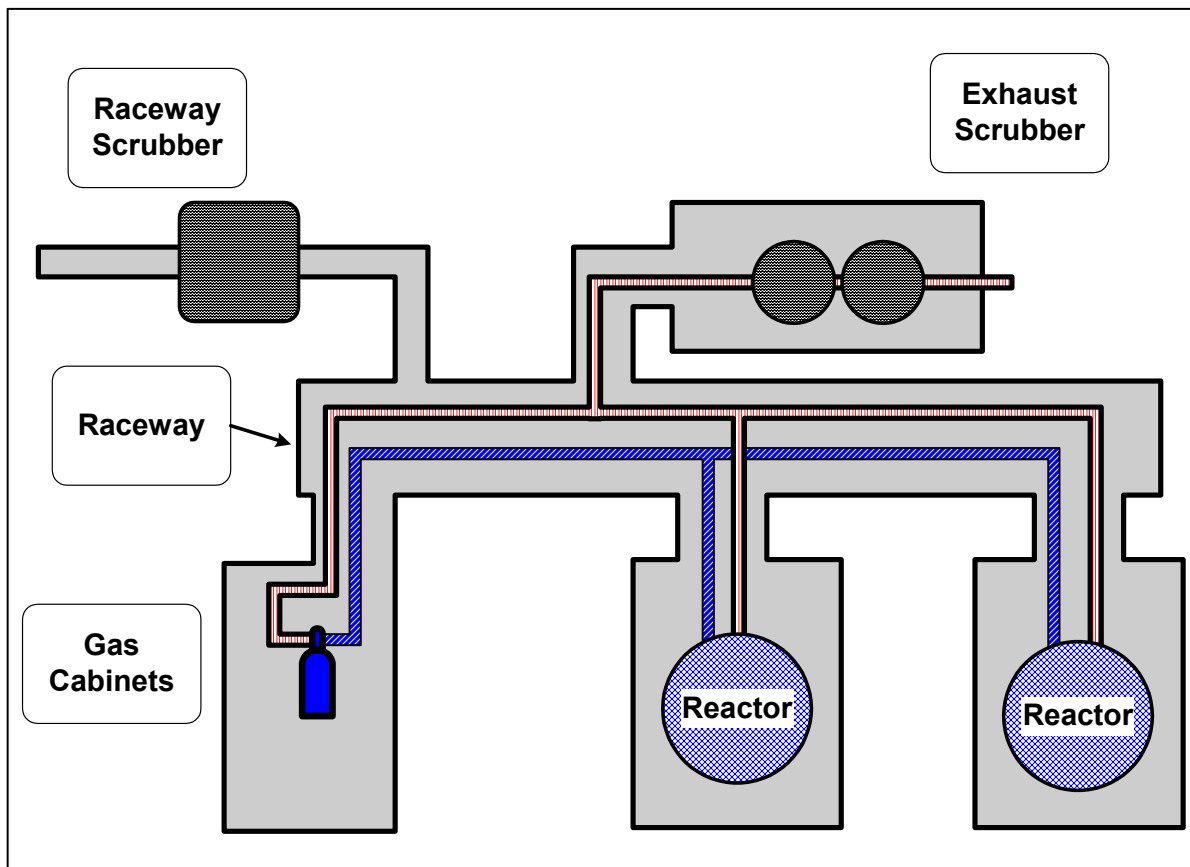 Raceway
Scrubber
Exhaust
Scrubber
Raceway
Gas
Cabinets
Reactor
Reactor